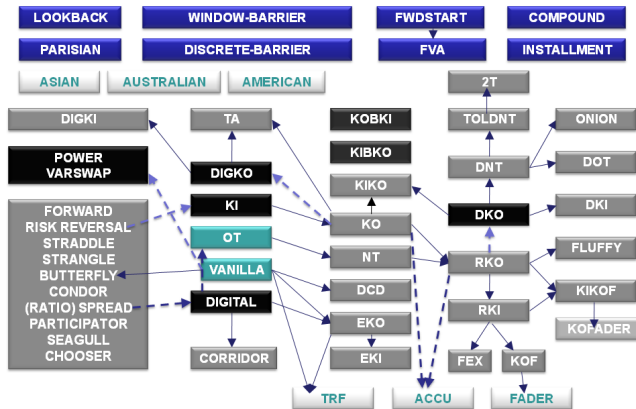 LOOKBACK
WINDOW-BARRIER
FWDSTART
COMPOUND
PARISIAN
DISCRETE-BARRIER
FVA
INSTALLMENT
ASIAN
AUSTRALIAN
AMERICAN
2T
DIGKI
TA
KOBKI
TOLDNT
ONION
POWER
VARSWAP
KIBKO
DIGKO
DNT
DOT
KIKO
FORWARD
RISK REVERSAL
STRADDLE
STRANGLE
BUTTERFLY
CONDOR
(RATIO) SPREAD
PARTICIPATOR
SEAGULL
CHOOSER
KI
KO
DKO
DKI
OT
NT
RKO
FLUFFY
VANILLA
DCD
KIKOF
DIGITAL
EKO
RKI
KOFADER
CORRIDOR
EKI
FEX
KOF
TRF
ACCU
FADER